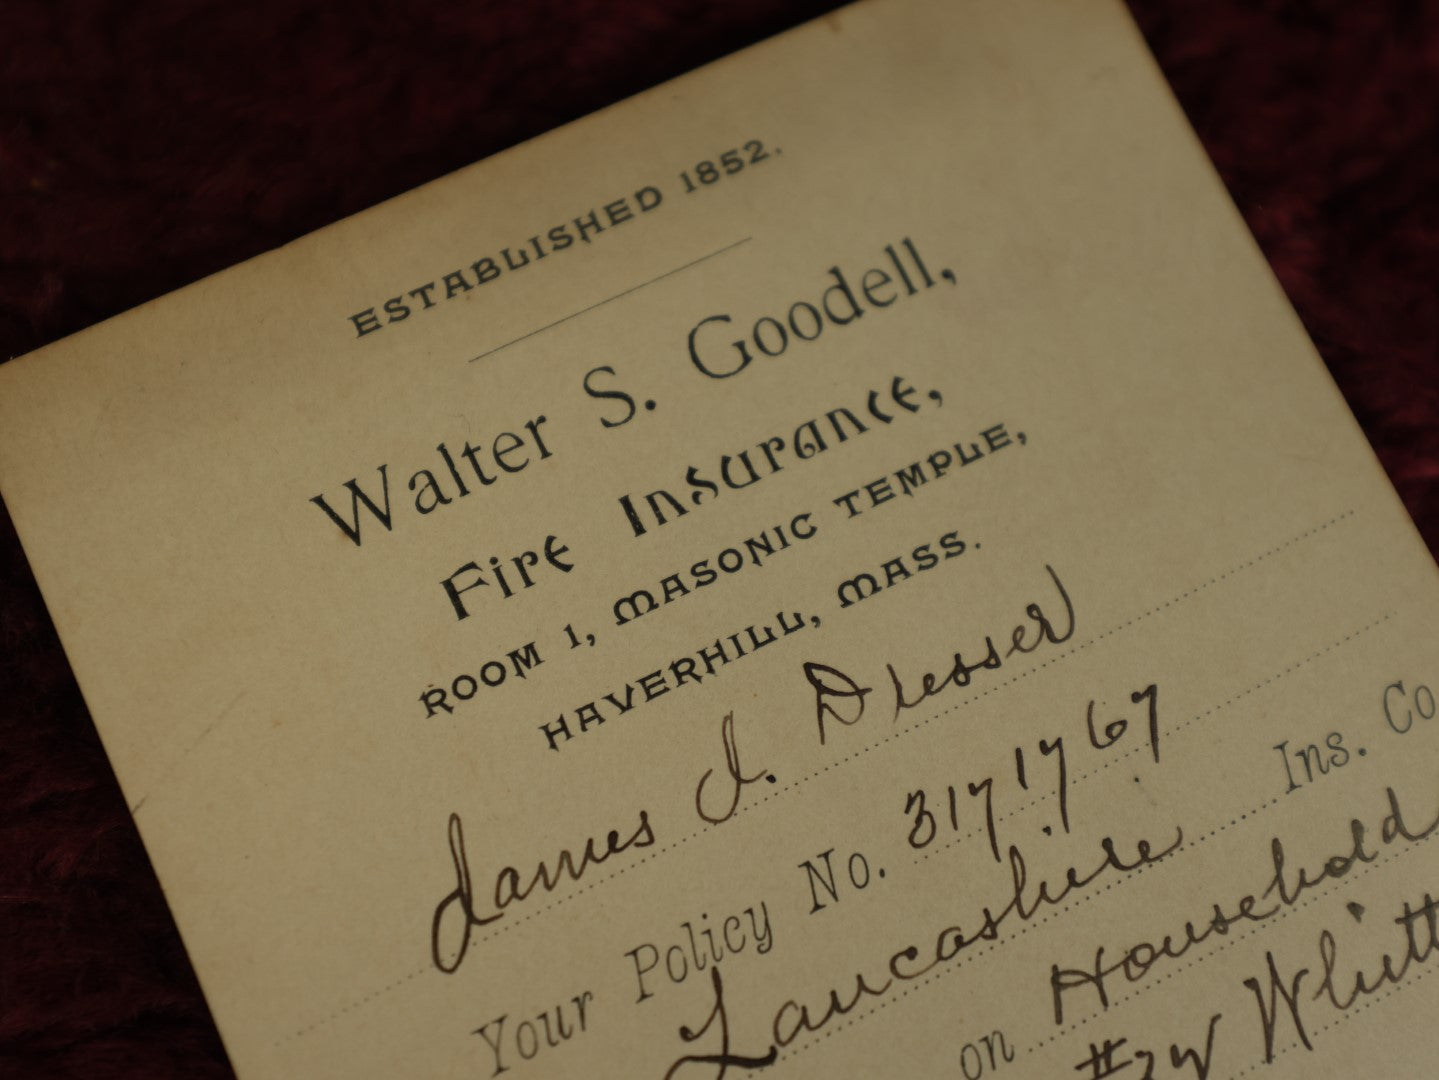 ESTABLISHED 1852.
Walter S. Goodell,
Fire Insurance,
ROOM 1, MASONIC TEMPLE,
HAVERHILL, MASS.
James I. Dresser
Your Policy No. 3171767
Lancashire Ins. Co
on Household